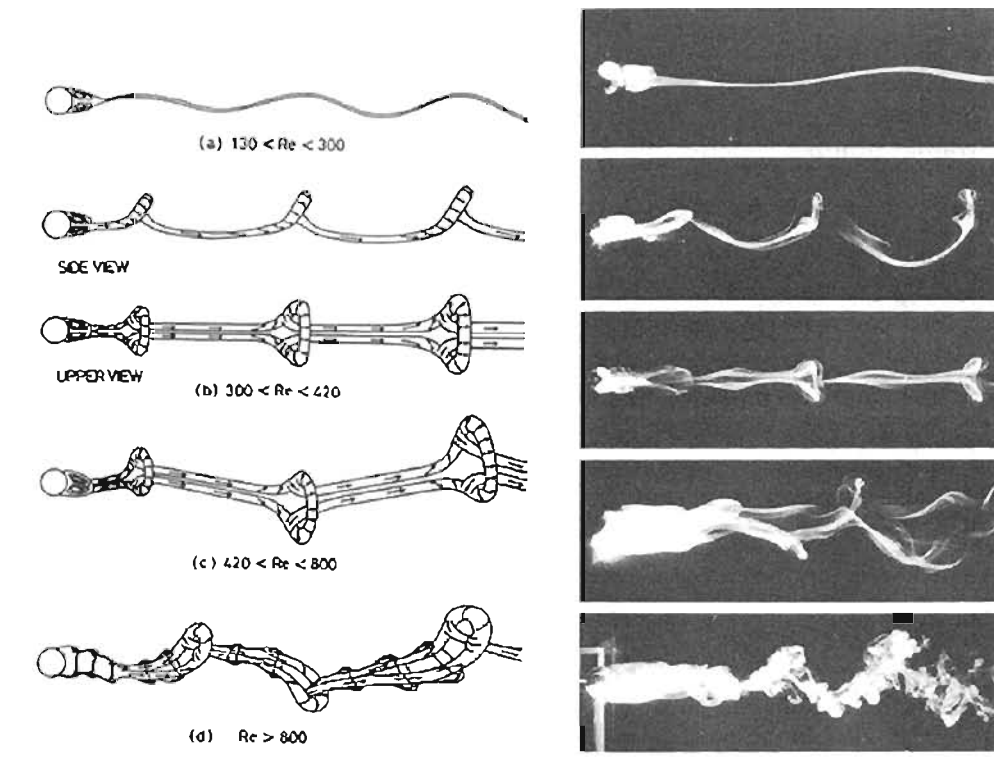 (a) 130 < Re < 300
SIDE VIEW
UPPER VIEW
(b) 300 < Re < 420
(c) 420 < Re < 800
(d) Re > 800